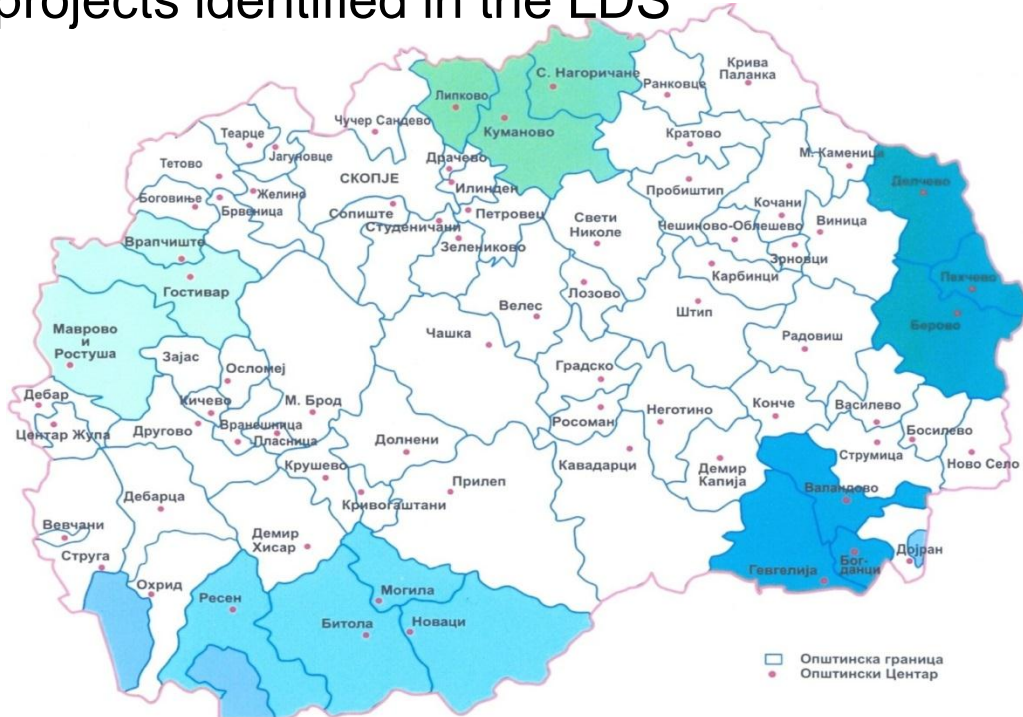 projects identified in the LDS
Крива
Паланка
С. Нагоричане
Ранковце
Липково
Чучер Сандево
Куманово
Теарце
Кратово
Јагуновце
Драчево
М. Каменица
Тетово
СКОПЈЕ
Делчево
Илинден
Пробиштип
Желино
Боговиње
Брвеница
Сопиште
Петровец
Студеничани
Свети
Николе
Кочани
Виница
Чешиново-Облешево
Врапчиште
Зелениково
Зрновци
Карбинци
Пехчево
Гостивар
Лозово
Велес
Штип
Берово
Маврово
и
Ростуша
Чашка
Радовиш
Зајас
Осломеј
Градско
Дебар
Кичево
М. Брод
Неготино
Конче
Василево
Центар Жупа
Другово
Вранешница
Пласница
Росоман
Босилево
Долнени
Струмица
Крушево
Кавадарци
Демир
Капија
Ново Село
Прилеп
Валандово
Дебарца
Кривогаштани
Вевчани
Демир
Хисар
Струга
Дојран
Бог-
данци
Гевгелија
Охрид
Ресен
Могила
Битола
Новаци
Општинска граница
Општински Центар